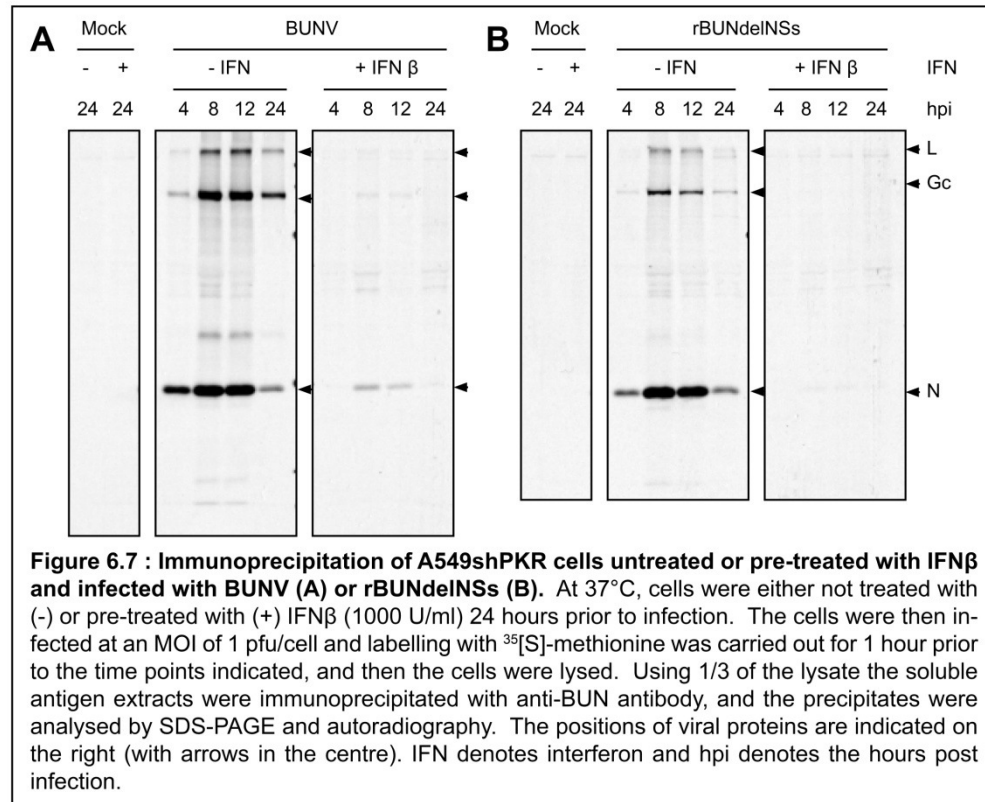 A
Mock
BUNV
- + - IFN + IFN β
24 24 4 8 12 24 4 8 12 24
B
Mock
rBUNdelNSs
- + - IFN + IFN β IFN
24 24 4 8 12 24 4 8 12 24 hpi
L
Gc
N
Figure 6.7 : Immunoprecipitation of A549shPKR cells untreated or pre-treated with IFNβ
and infected with BUNV (A) or rBUNdelNSs (B). At 37°C, cells were either not treated with
(-) or pre-treated with (+) IFNβ (1000 U/ml) 24 hours prior to infection. The cells were then in-
fected at an MOI of 1 pfu/cell and labelling with ³⁵[S]-methionine was carried out for 1 hour prior
to the time points indicated, and then the cells were lysed. Using 1/3 of the lysate the soluble
antigen extracts were immunoprecipitated with anti-BUN antibody, and the precipitates were
analysed by SDS-PAGE and autoradiography. The positions of viral proteins are indicated on
the right (with arrows in the centre). IFN denotes interferon and hpi denotes the hours post
infection.